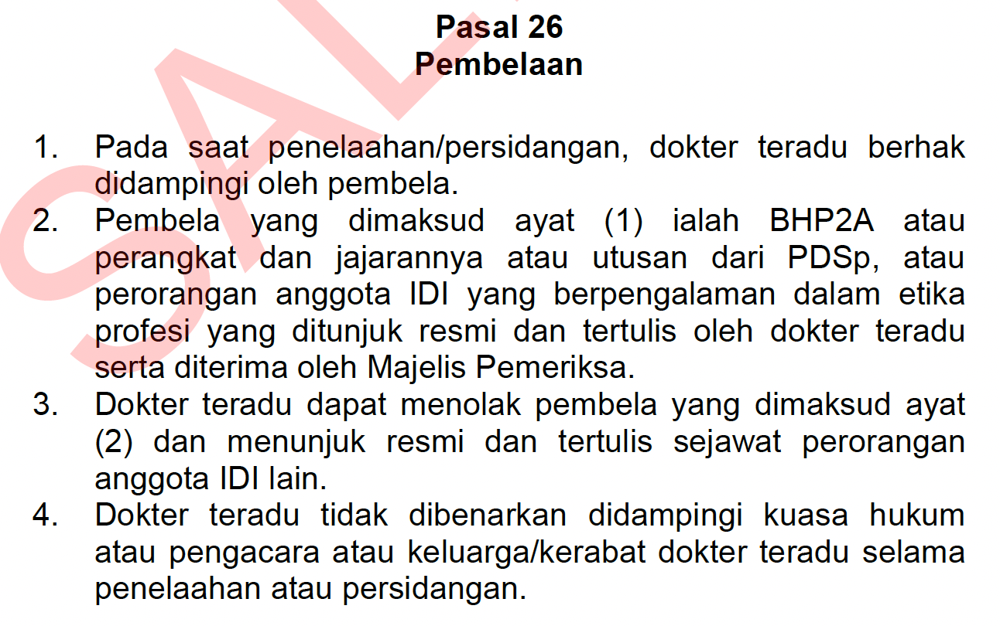 Pasal 26
Pembelaan
1. Pada saat penelaahan/persidangan, dokter teradu berhak
didampingi oleh pembela.
2. Pembela yang dimaksud ayat (1) ialah BHP2A atau
perangkat dan jajarannya atau utusan dari PDSp, atau
perorangan anggota IDI yang berpengalaman dalam etika
profesi yang ditunjuk resmi dan tertulis oleh dokter teradu
serta diterima oleh Majelis Pemeriksa.
3. Dokter teradu dapat menolak pembela yang dimaksud ayat
(2) dan menunjuk resmi dan tertulis sejawat perorangan
anggota IDI lain.
4. Dokter teradu tidak dibenarkan didampingi kuasa hukum
atau pengacara atau keluarga/kerabat dokter teradu selama
penelaahan atau persidangan.